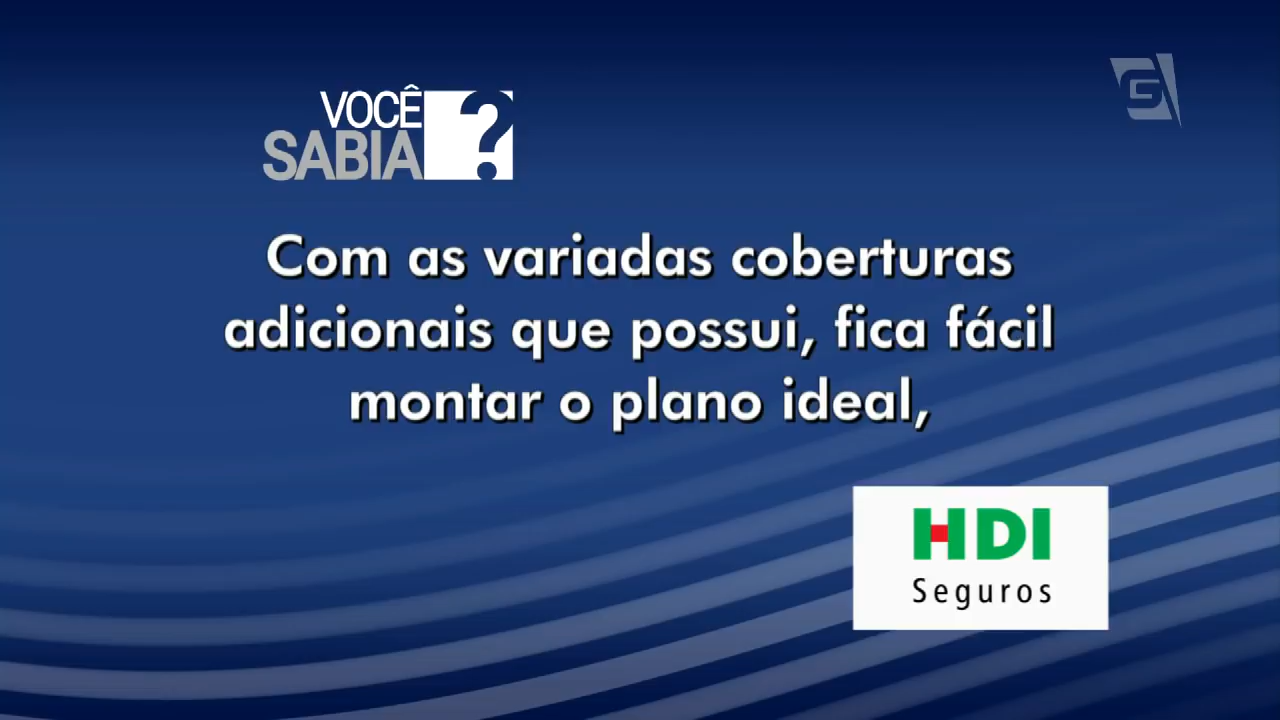 VOCÊ
SABIA?
Com as variadas coberturas
adicionais que possui, fica fácil
montar o plano ideal,
HDI
Seguros